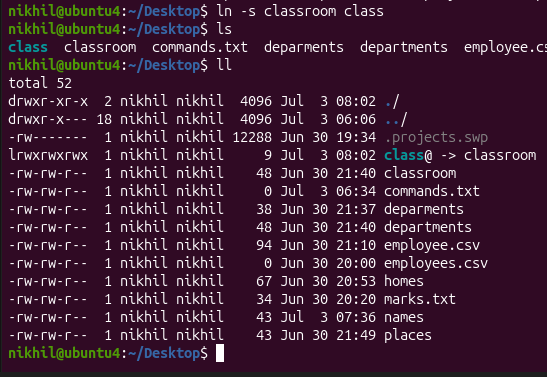 nikhil@ubuntu4:~/Desktop$ ln -s classroom class
nikhil@ubuntu4:~/Desktop$ ls
class  classroom  commands.txt  deparments  departments  employee.cs
nikhil@ubuntu4:~/Desktop$ ll
total 52
drwxr-xr-x  2 nikhil nikhil  4096 Jul  3 08:02 ./
drwxr-x--- 18 nikhil nikhil  4096 Jul  3 06:06 ../
-rw-------  1 nikhil nikhil 12288 Jun 30 19:34 .projects.swp
lrwxrwxrwx  1 nikhil nikhil     9 Jul  3 08:02 class@ -> classroom
-rw-rw-r--  1 nikhil nikhil    48 Jun 30 21:40 classroom
-rw-rw-r--  1 nikhil nikhil     0 Jul  3 06:34 commands.txt
-rw-rw-r--  1 nikhil nikhil    38 Jun 30 21:37 deparments
-rw-rw-r--  1 nikhil nikhil    48 Jun 30 21:40 departments
-rw-rw-r--  1 nikhil nikhil    94 Jun 30 21:10 employee.csv
-rw-rw-r--  1 nikhil nikhil     0 Jun 30 20:00 employees.csv
-rw-rw-r--  1 nikhil nikhil    67 Jun 30 20:53 homes
-rw-rw-r--  1 nikhil nikhil    34 Jun 30 20:20 marks.txt
-rw-rw-r--  1 nikhil nikhil    43 Jul  3 07:36 names
-rw-rw-r--  1 nikhil nikhil    43 Jun 30 21:49 places
nikhil@ubuntu4:~/Desktop$